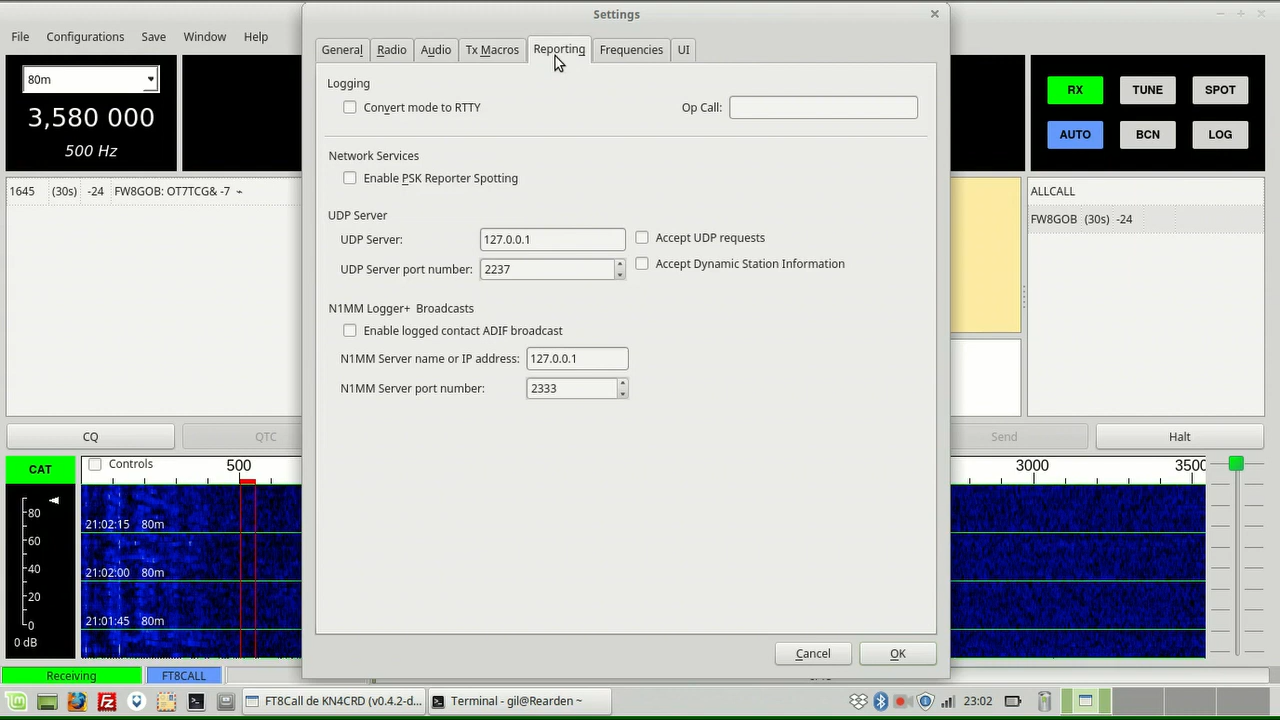 Settings
File Configurations Save Window Help
General Radio Audio Tx Macros Reporting Frequencies UI
80m
3,580 000
500 Hz
RX TUNE SPOT
AUTO BCN LOG
Logging
Convert mode to RTTY Op Call:
Network Services
Enable PSK Reporter Spotting
UDP Server
UDP Server: 127.0.0.1 Accept UDP requests
UDP Server port number: 2237 Accept Dynamic Station Information
N1MM Logger+ Broadcasts
Enable logged contact ADIF broadcast
N1MM Server name or IP address: 127.0.0.1
N1MM Server port number: 2333
1645 (30s) -24 FW8GOB: OT7TCG& -7 ⌁
ALLCALL
FW8GOB (30s) -24
CQ QTC Send Halt
CAT Controls 500 3000 3500
80
60
40
20
0
0 dB
21:02:15 80m
21:02:00 80m
21:01:45 80m
Cancel OK
Receiving FT8CALL
FT8Call de KN4CRD (v0.4.2-d... Terminal - gil@Rearden ~ 23:02